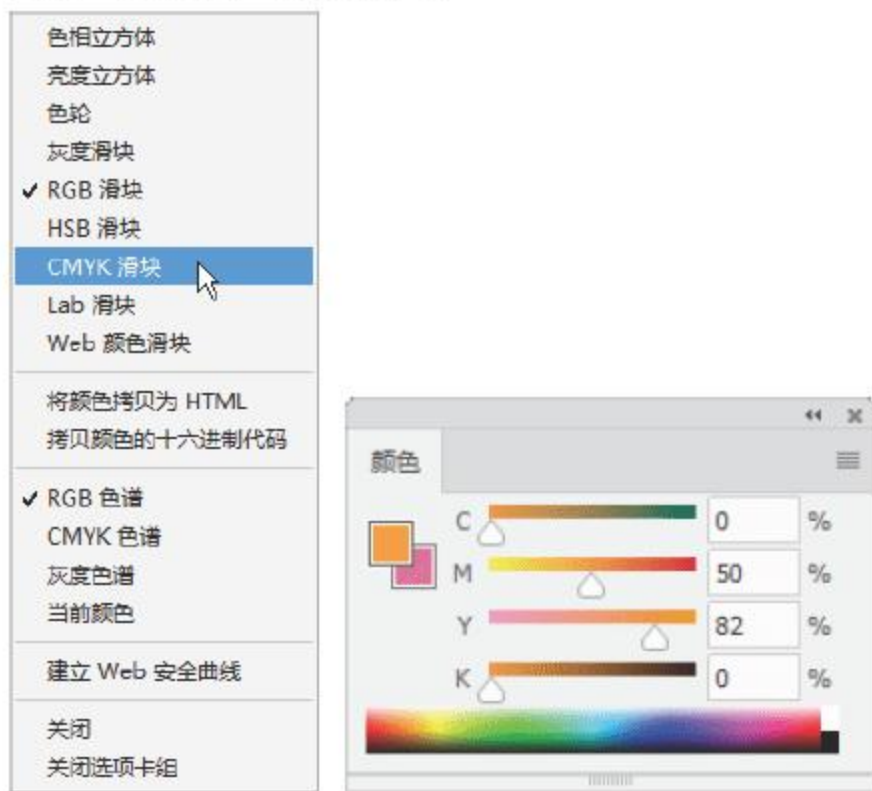 色相立方体
亮度立方体
色轮
灰度滑块
✓ RGB 滑块
HSB 滑块
CMYK 滑块
Lab 滑块
Web 颜色滑块
将颜色拷贝为 HTML
拷贝颜色的十六进制代码
✓ RGB 色谱
CMYK 色谱
灰度色谱
当前颜色
建立 Web 安全曲线
关闭
关闭选项卡组
颜色
C 0 %
M 50 %
Y 82 %
K 0 %